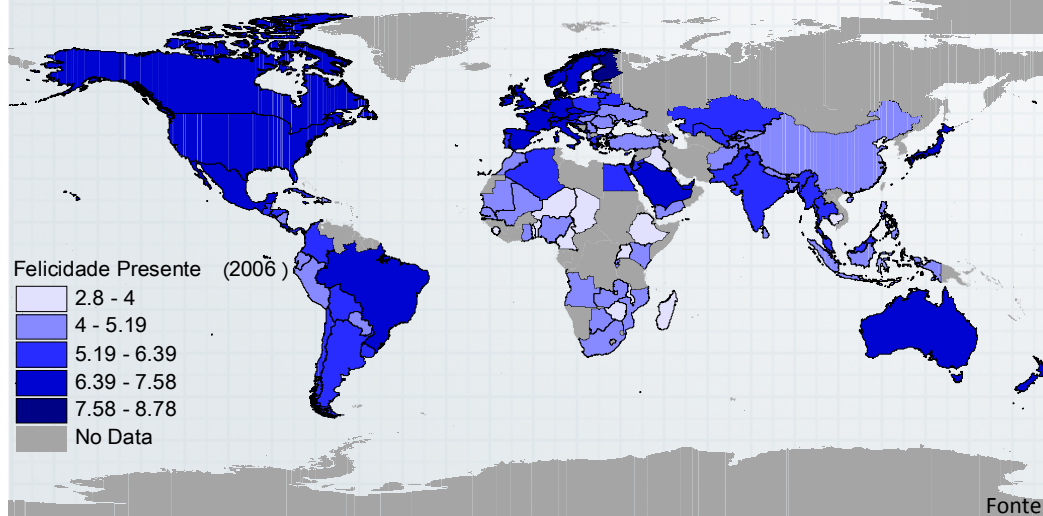 Felicidade Presente (2006 )
2.8 - 4
4 - 5.19
5.19 - 6.39
6.39 - 7.58
7.58 - 8.78
No Data
Fonte